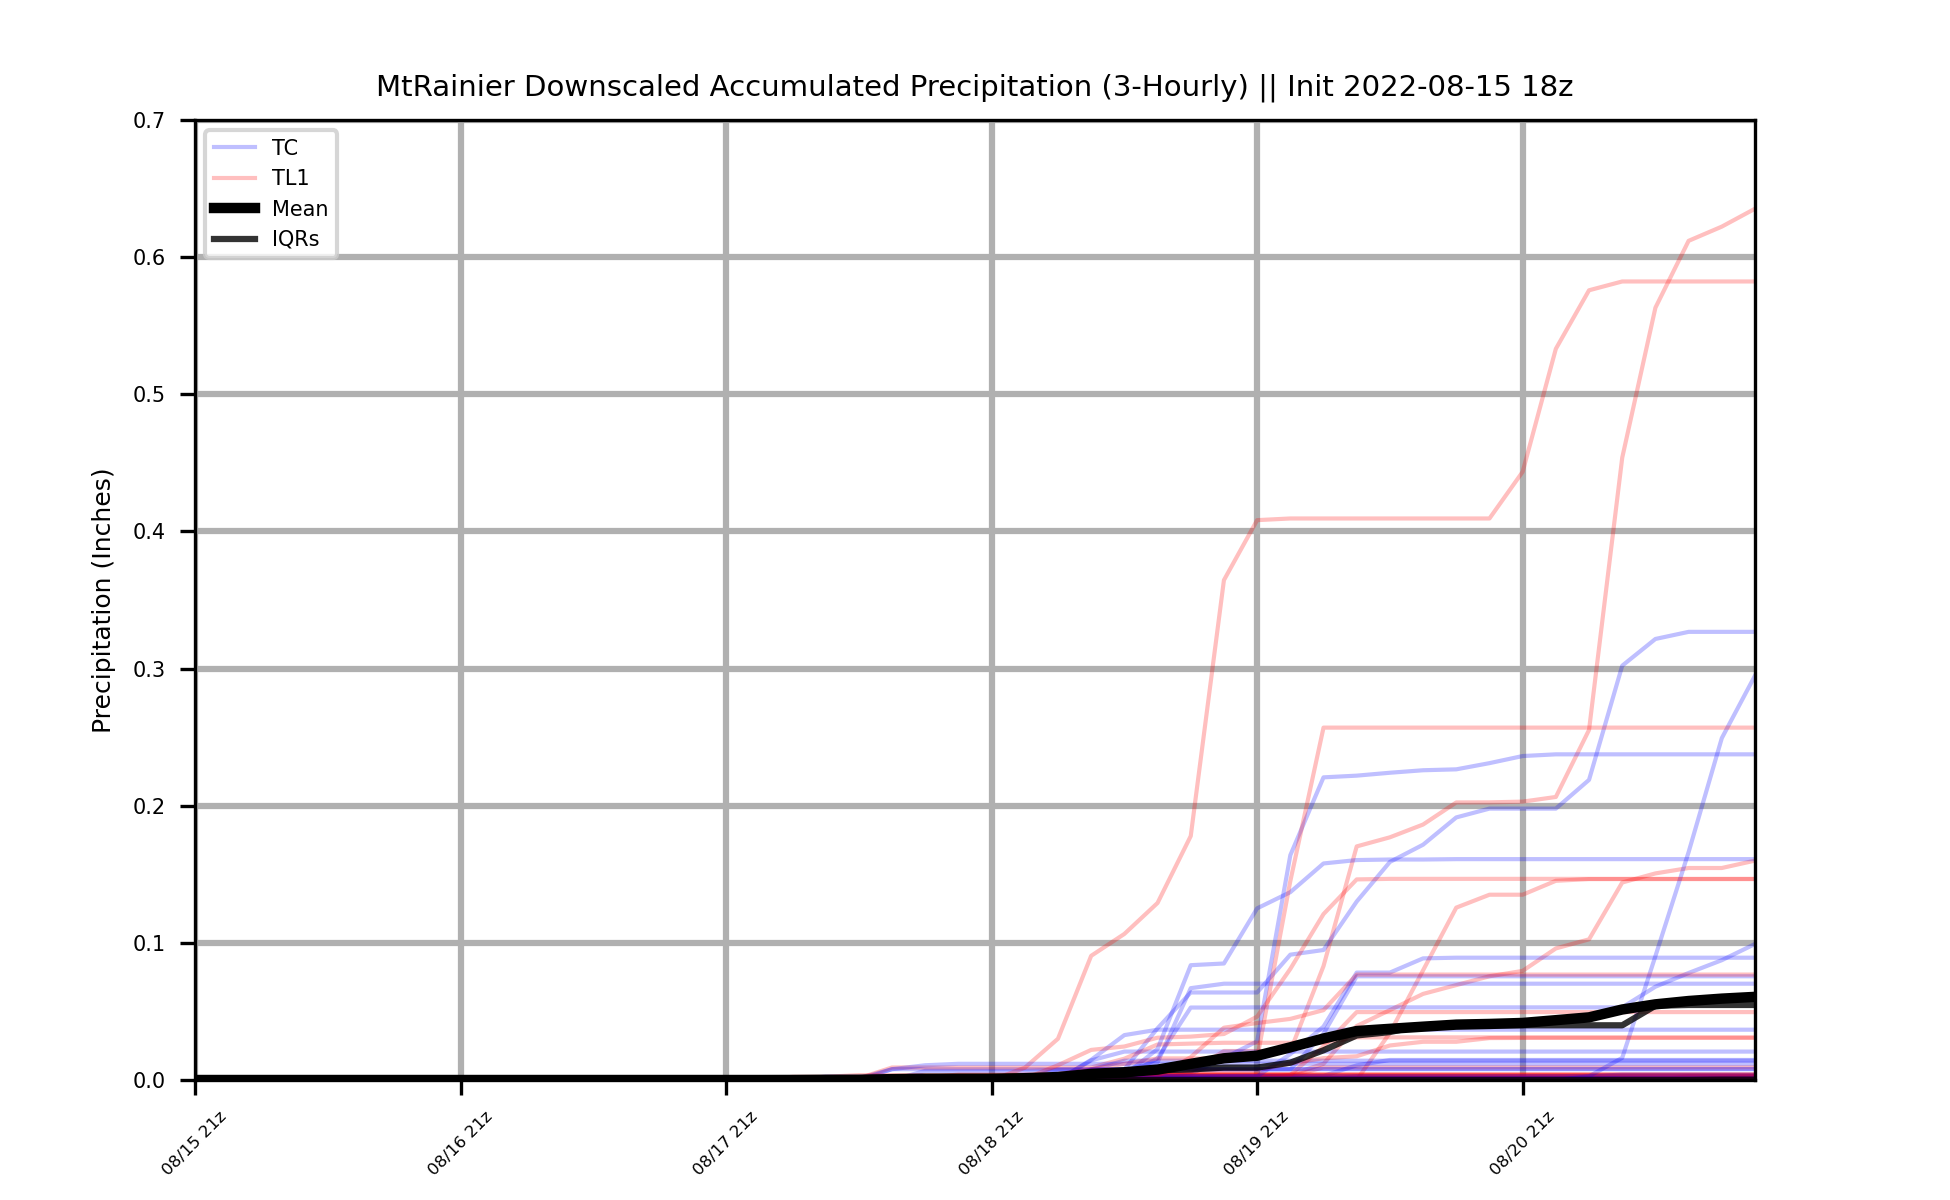 MtRainier Downscaled Accumulated Precipitation (3-Hourly) || Init 2022-08-15 18z
TC
TL1
Mean
IQRs
Precipitation (Inches)
0.7
0.6
0.5
0.4
0.3
0.2
0.1
0.0
08/15 21z
08/16 21z
08/17 21z
08/18 21z
08/19 21z
08/20 21z